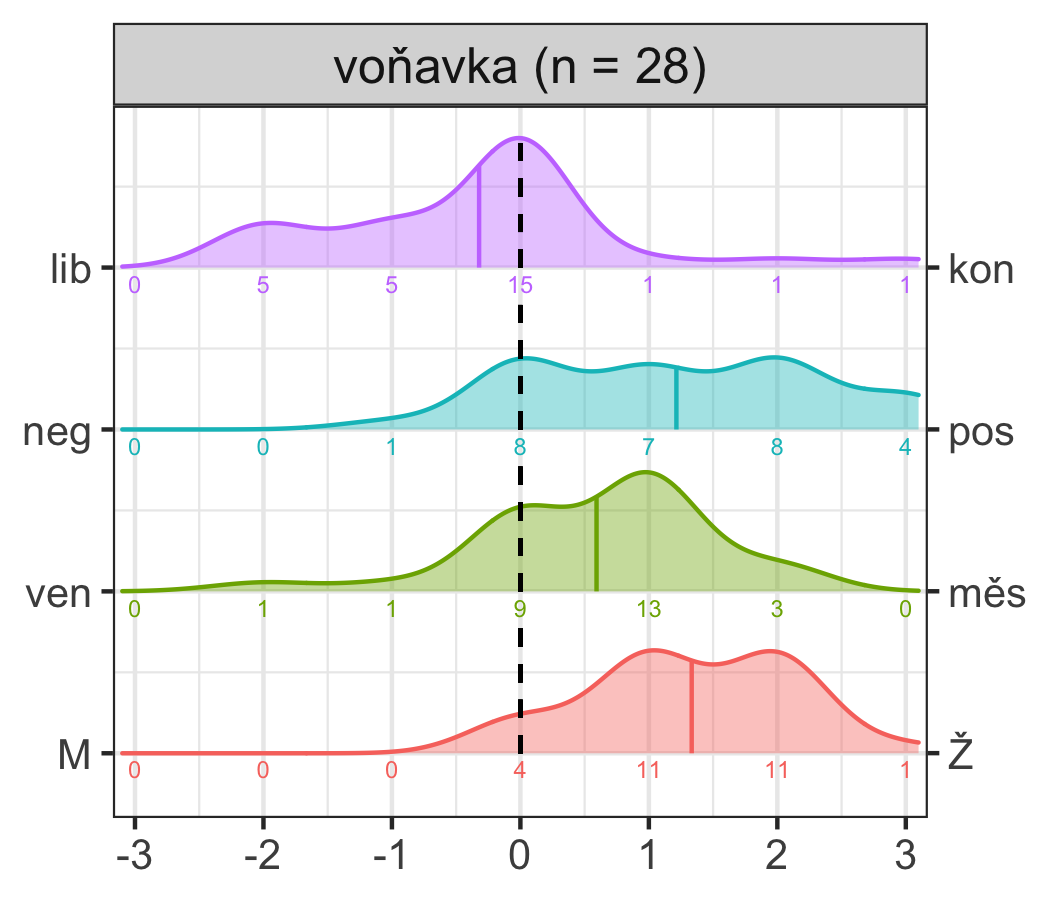 voňavka (n = 28)
lib kon
0 5 5 15 1 1 1
neg pos
0 0 1 8 7 8 4
ven měs
0 1 1 9 13 3 0
M Ž
0 0 0 4 11 11 1
-3 -2 -1 0 1 2 3